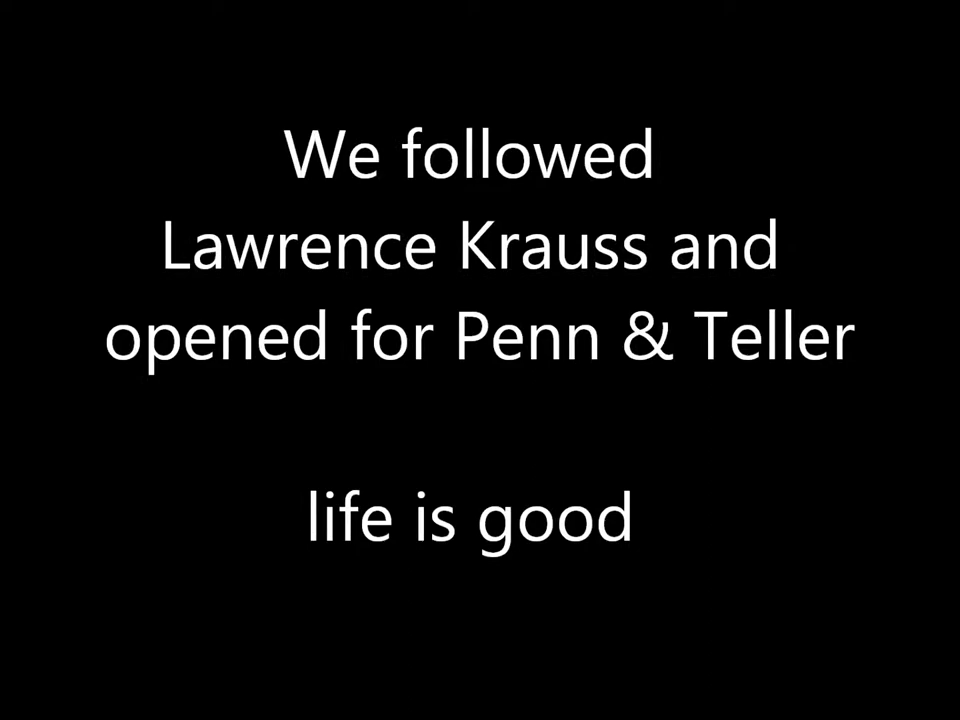 We followed
Lawrence Krauss and
opened for Penn & Teller
life is good